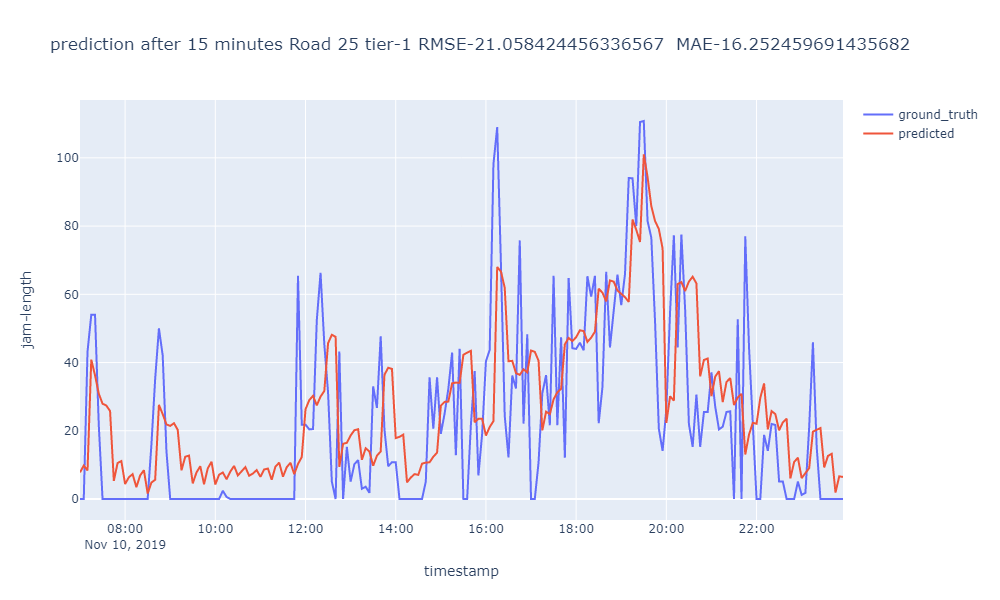 prediction after 15 minutes Road 25 tier-1 RMSE-21.058424456336567  MAE-16.252459691435682
ground_truth
predicted
jam-length
100
80
60
40
20
0
08:00 10:00 12:00 14:00 16:00 18:00 20:00 22:00
Nov 10, 2019
timestamp